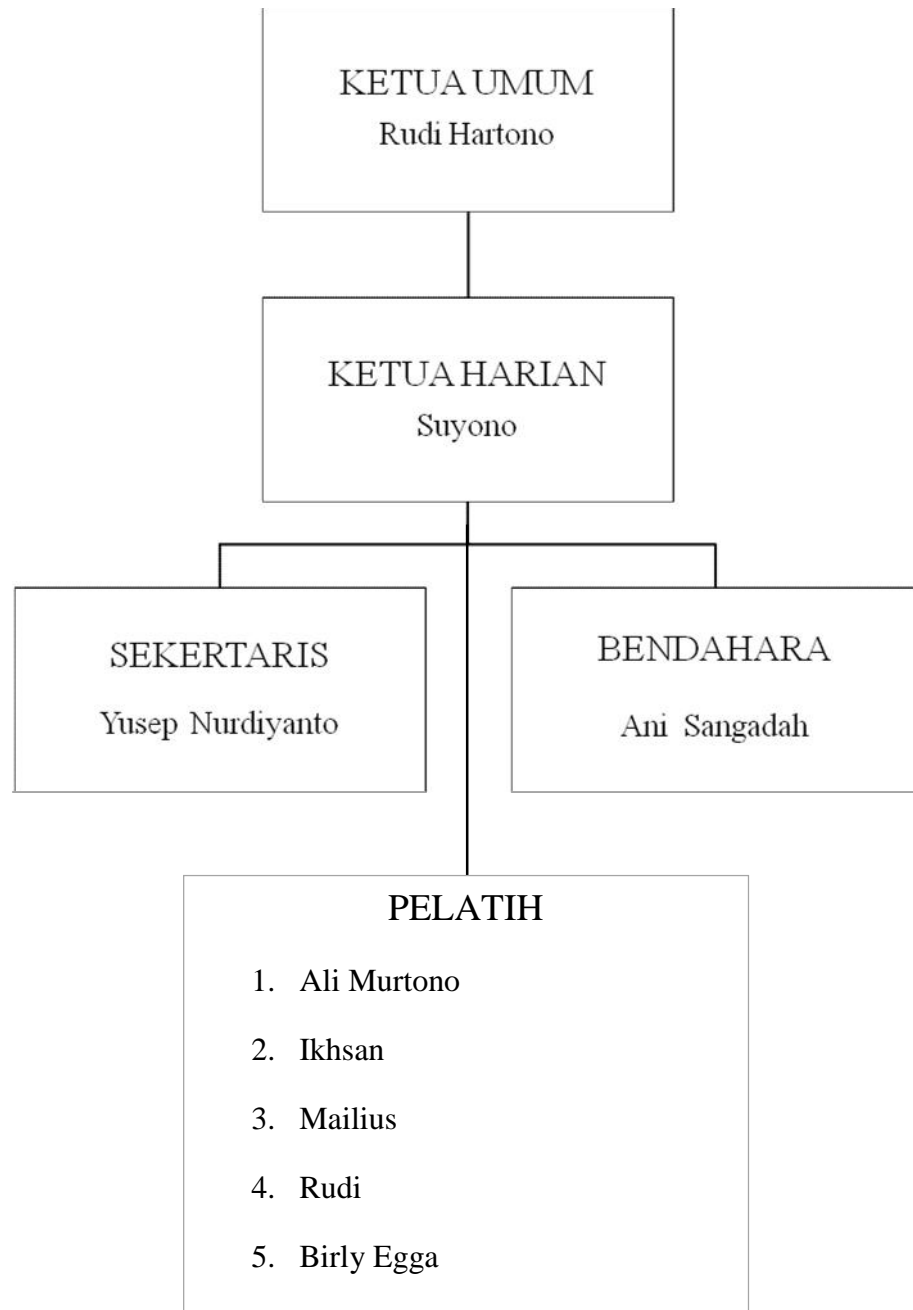 KETUA UMUM
Rudi Hartono
KETUA HARIAN
Suyono
SEKERTARIS
Yusep Nurdiyanto
BENDAHARA
Ani Sangadah
PELATIH
1. Ali Murtono
2. Ikhsan
3. Mailius
4. Rudi
5. Birly Egga